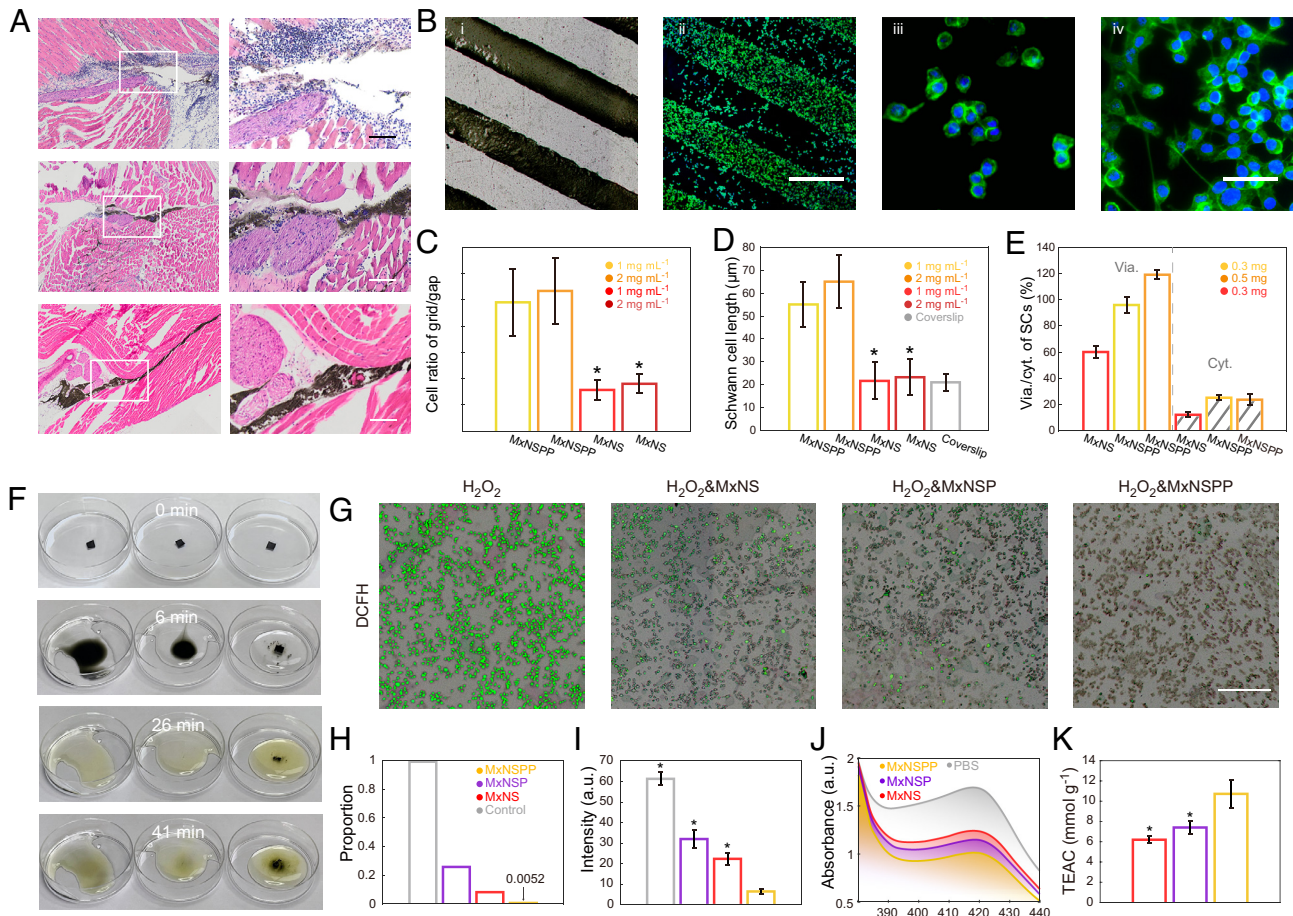 A
B
i
ii
iii
iv
C
Cell ratio of grid/gap
1 mg mL⁻¹
2 mg mL⁻¹
1 mg mL⁻¹
2 mg mL⁻¹
*
*
MxNSPP
MxNSPP
MxNS
MxNS
D
Schwann cell length (μm)
80
70
60
50
40
30
20
10
0
1 mg mL⁻¹
2 mg mL⁻¹
1 mg mL⁻¹
2 mg mL⁻¹
Coverslip
*
*
MxNSPP
MxNSPP
MxNS
MxNS
Coverslip
E
Via./cyt. of SCs (%)
140
120
100
80
60
40
20
0
Via.
Cyt.
0.3 mg
0.5 mg
0.3 mg
MxNS
MxNSPP
MxNSPP
MxNS
MxNSPP
MxNSPP
F
0 min
6 min
26 min
41 min
G
H₂O₂
H₂O₂&MxNS
H₂O₂&MxNSP
H₂O₂&MxNSPP
DCFH
H
Proportion
1
0.8
0.6
0.4
0.2
0
MxNSPP
MxNSP
MxNS
Control
0.0052
I
Intensity (a.u.)
70
60
50
40
30
20
10
0
*
*
*
J
Absorbance (a.u.)
2
1.5
1
0.5
MxNSPP
MxNSP
MxNS
PBS
390
400
410
420
430
440
K
TEAC (mmol g⁻¹)
14
12
10
8
6
4
2
0
*
*